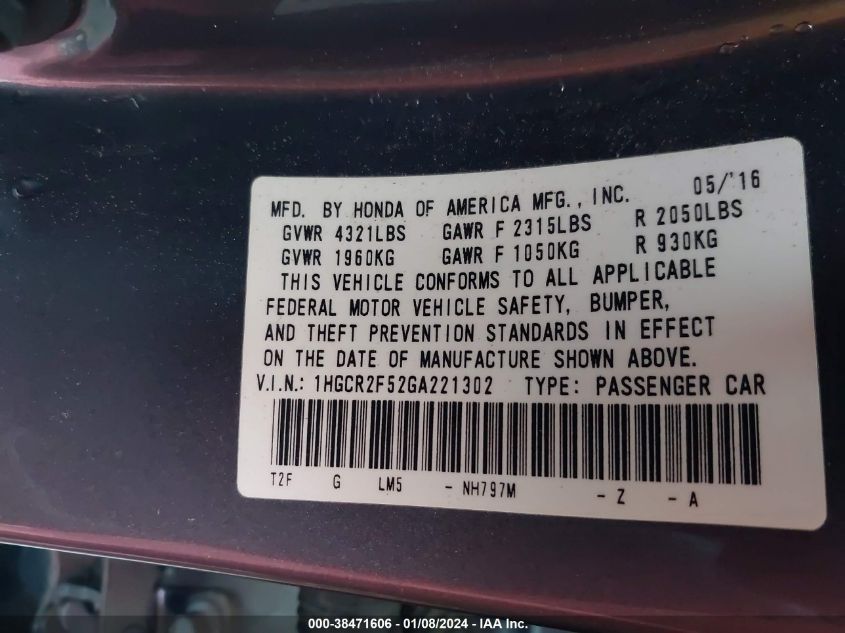 MFD. BY HONDA OF AMERICA MFG., INC. 05/'16
GVWR 4321LBS GAWR F 2315LBS R 2050LBS
GVWR 1960KG GAWR F 1050KG R 930KG
THIS VEHICLE CONFORMS TO ALL APPLICABLE
FEDERAL MOTOR VEHICLE SAFETY, BUMPER,
AND THEFT PREVENTION STANDARDS IN EFFECT
ON THE DATE OF MANUFACTURE SHOWN ABOVE.
V.I.N.: 1HGCR2F52GA221302 TYPE: PASSENGER CAR
T2F G LM5 - NH797M - Z - A
000-38471606 - 01/08/2024 - IAA Inc.